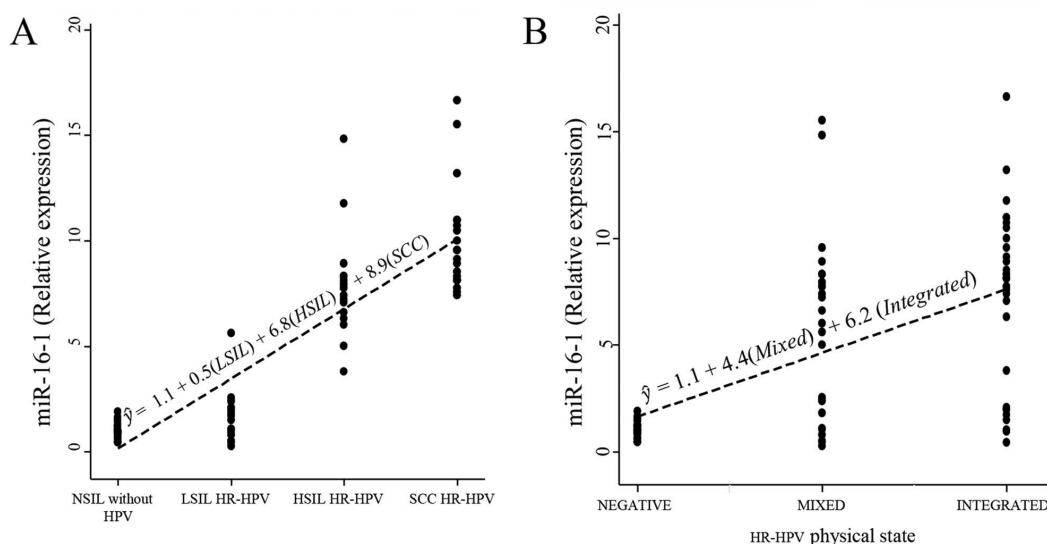 A
miR-16-1 (Relative expression)
20
15
10
5
0
ŷ = 1.1 + 0.5(LSIL) + 6.8(HSIL) + 8.9(SCC)
NSIL without
HPV
LSIL HR-HPV
HSIL HR-HPV
SCC HR-HPV
B
miR-16-1 (Relative expression)
20
15
10
5
0
ŷ = 1.1 + 4.4(Mixed) + 6.2 (Integrated)
NEGATIVE
MIXED
INTEGRATED
HR-HPV physical state